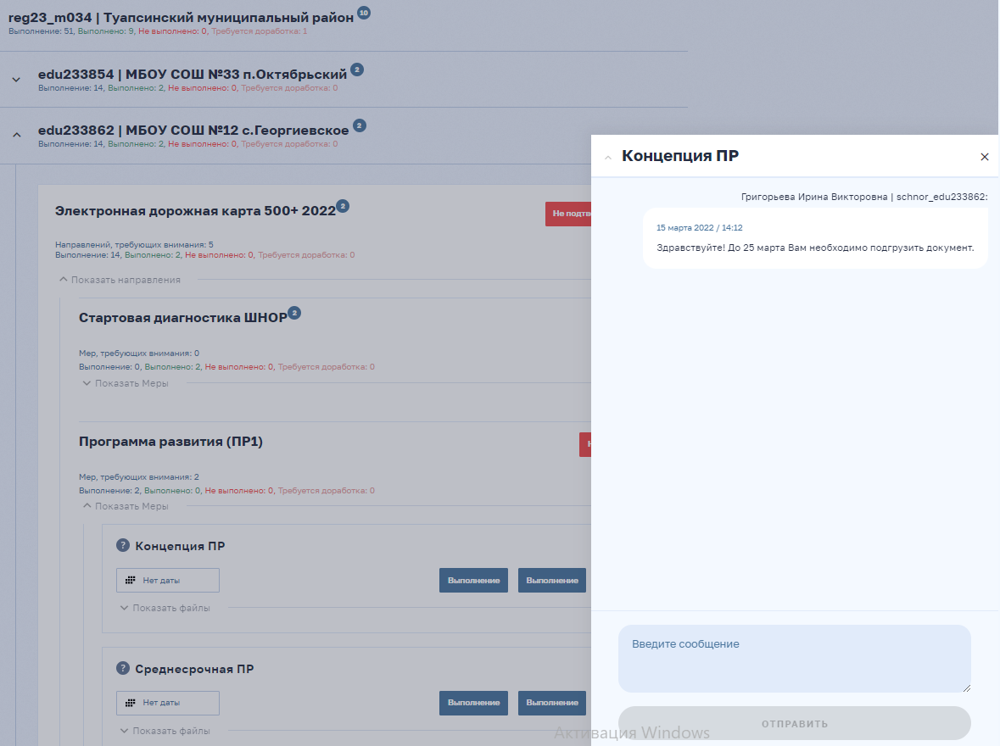 reg23_m034 | Туапсинский муниципальный район 10
Выполнение: 51, Выполнено: 9, Не выполнено: 0, Требуется доработка: 1
edu233854 | МБОУ СОШ №33 п.Октябрьский 2
Выполнение: 14, Выполнено: 2, Не выполнено: 0, Требуется доработка: 0
edu233862 | МБОУ СОШ №12 с.Георгиевское 2
Выполнение: 14, Выполнено: 2, Не выполнено: 0, Требуется доработка: 0
Электронная дорожная карта 500+ 2022 2
Не подтв
Направлений, требующих внимания: 5
Выполнение: 14, Выполнено: 2, Не выполнено: 0, Требуется доработка: 0
Показать направления
Стартовая диагностика ШНОР 2
Мер, требующих внимания: 0
Выполнение: 0, Выполнено: 2, Не выполнено: 0, Требуется доработка: 0
Показать Меры
Программа развития (ПР1)
Мер, требующих внимания: 2
Выполнение: 2, Выполнено: 0, Не выполнено: 0, Требуется доработка: 0
Показать Меры
? Концепция ПР
Нет даты Выполнение Выполнение
Показать файлы
? Среднесрочная ПР
Нет даты Выполнение Выполнение
Показать файлы
Концепция ПР
Григорьева Ирина Викторовна | schnor_edu233862:
15 марта 2022 / 14:12
Здравствуйте! До 25 марта Вам необходимо подгрузить документ.
Введите сообщение
ОТПРАВИТЬ
Активация Windows